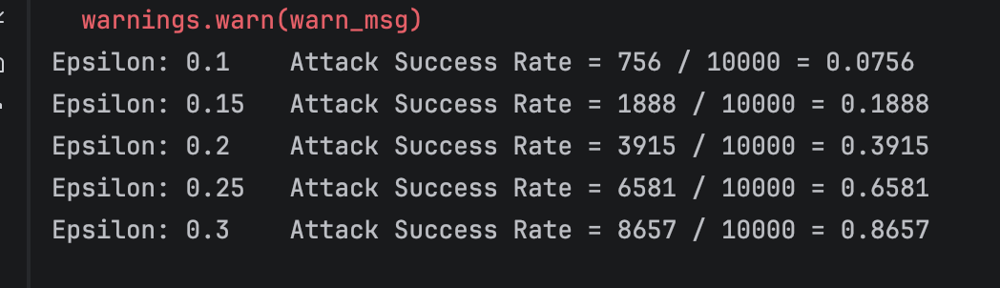 warnings.warn(warn_msg)
Epsilon: 0.1    Attack Success Rate = 756 / 10000 = 0.0756
Epsilon: 0.15   Attack Success Rate = 1888 / 10000 = 0.1888
Epsilon: 0.2    Attack Success Rate = 3915 / 10000 = 0.3915
Epsilon: 0.25   Attack Success Rate = 6581 / 10000 = 0.6581
Epsilon: 0.3    Attack Success Rate = 8657 / 10000 = 0.8657